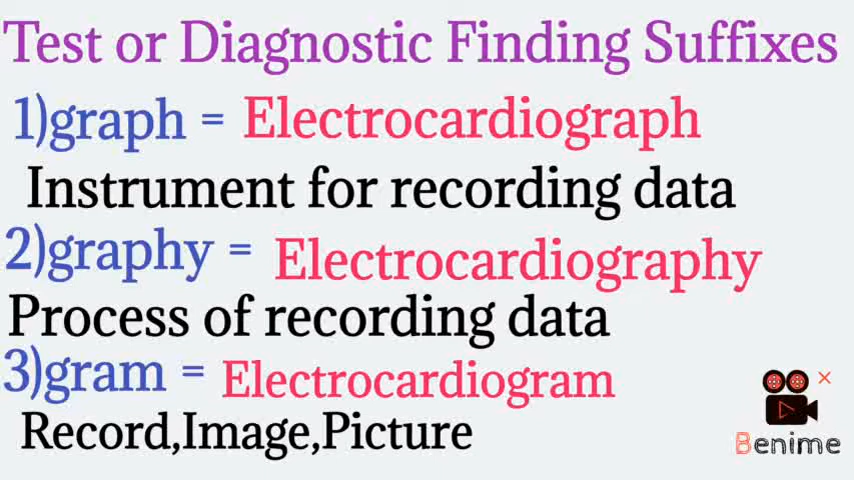 Test or Diagnostic Finding Suffixes
1)graph = Electrocardiograph
Instrument for recording data
2)graphy = Electrocardiography
Process of recording data
3)gram = Electrocardiogram
Record,Image,Picture
Benime